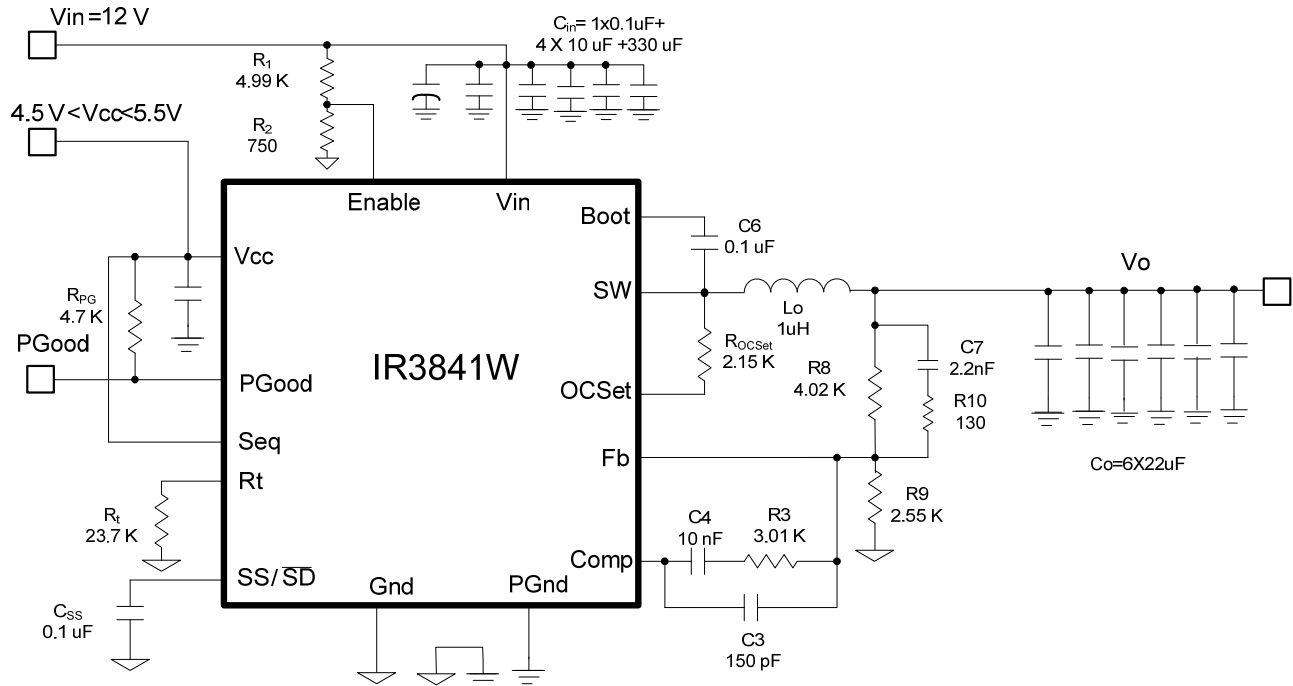 Vin =12 V
Cin= 1x0.1uF+
4 X 10 uF +330 uF
R1
4.99 K
4.5 V <Vcc<5.5V
R2
750
Enable
Vin
Boot
C6
0.1 uF
Vcc
SW
Vo
Lo
1uH
RPG
4.7 K
PGood
PGood
IR3841W
ROCSet
2.15 K
OCSet
R8
4.02 K
C7
2.2nF
R10
130
Seq
Fb
Co=6X22uF
Rt
Rt
23.7 K
R9
2.55 K
C4
10 nF
R3
3.01 K
Comp
SS/SD
Gnd
PGnd
CSS
0.1 uF
C3
150 pF